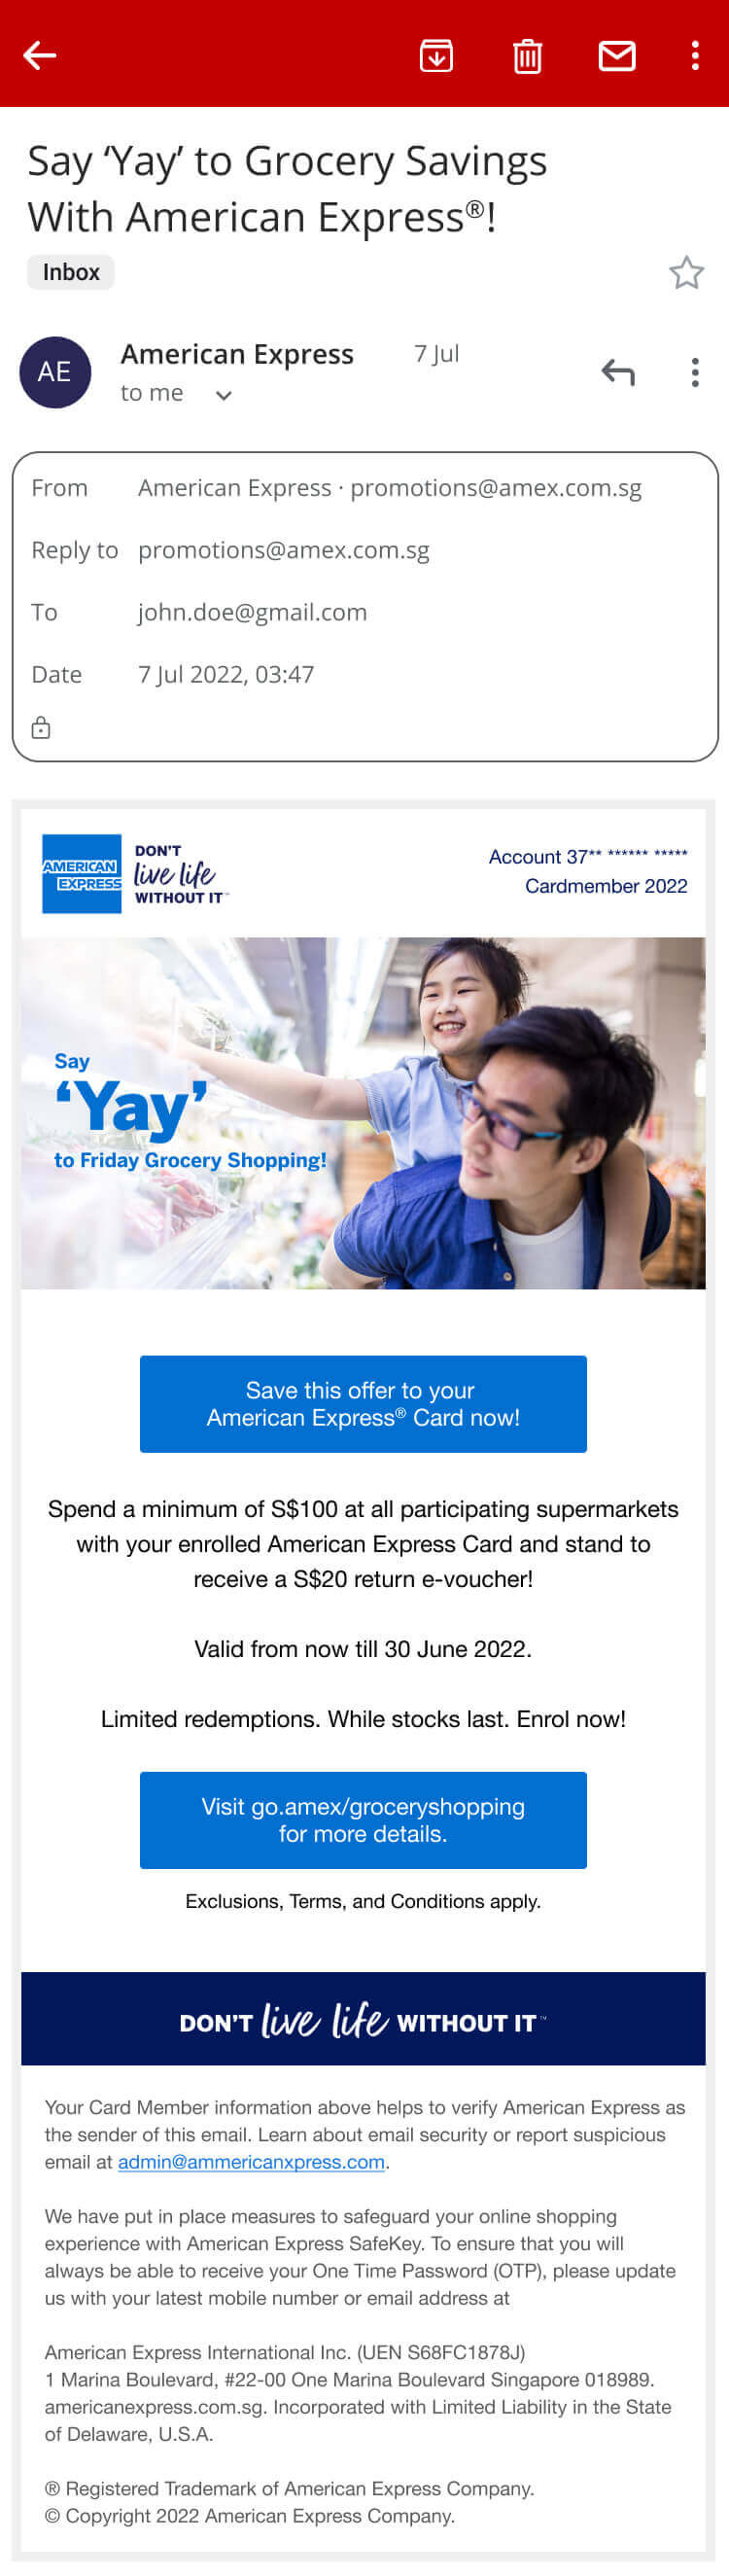 Say ‘Yay’ to Grocery Savings
With American Express®!
Inbox
AE
American Express 7 Jul
to me
From American Express · promotions@amex.com.sg
Reply to promotions@amex.com.sg
To john.doe@gmail.com
Date 7 Jul 2022, 03:47
AMERICAN
EXPRESS
DON'T
live life
WITHOUT IT™
Account 37** ****** *****
Cardmember 2022
Say
‘Yay’
to Friday Grocery Shopping!
Save this offer to your
American Express® Card now!
Spend a minimum of S$100 at all participating supermarkets
with your enrolled American Express Card and stand to
receive a S$20 return e-voucher!
Valid from now till 30 June 2022.
Limited redemptions. While stocks last. Enrol now!
Visit go.amex/groceryshopping
for more details.
Exclusions, Terms, and Conditions apply.
DON'T live life WITHOUT IT™
Your Card Member information above helps to verify American Express as
the sender of this email. Learn about email security or report suspicious
email at admin@ammericanxpress.com.
We have put in place measures to safeguard your online shopping
experience with American Express SafeKey. To ensure that you will
always be able to receive your One Time Password (OTP), please update
us with your latest mobile number or email address at
American Express International Inc. (UEN S68FC1878J)
1 Marina Boulevard, #22-00 One Marina Boulevard Singapore 018989.
americanexpress.com.sg. Incorporated with Limited Liability in the State
of Delaware, U.S.A.
® Registered Trademark of American Express Company.
© Copyright 2022 American Express Company.